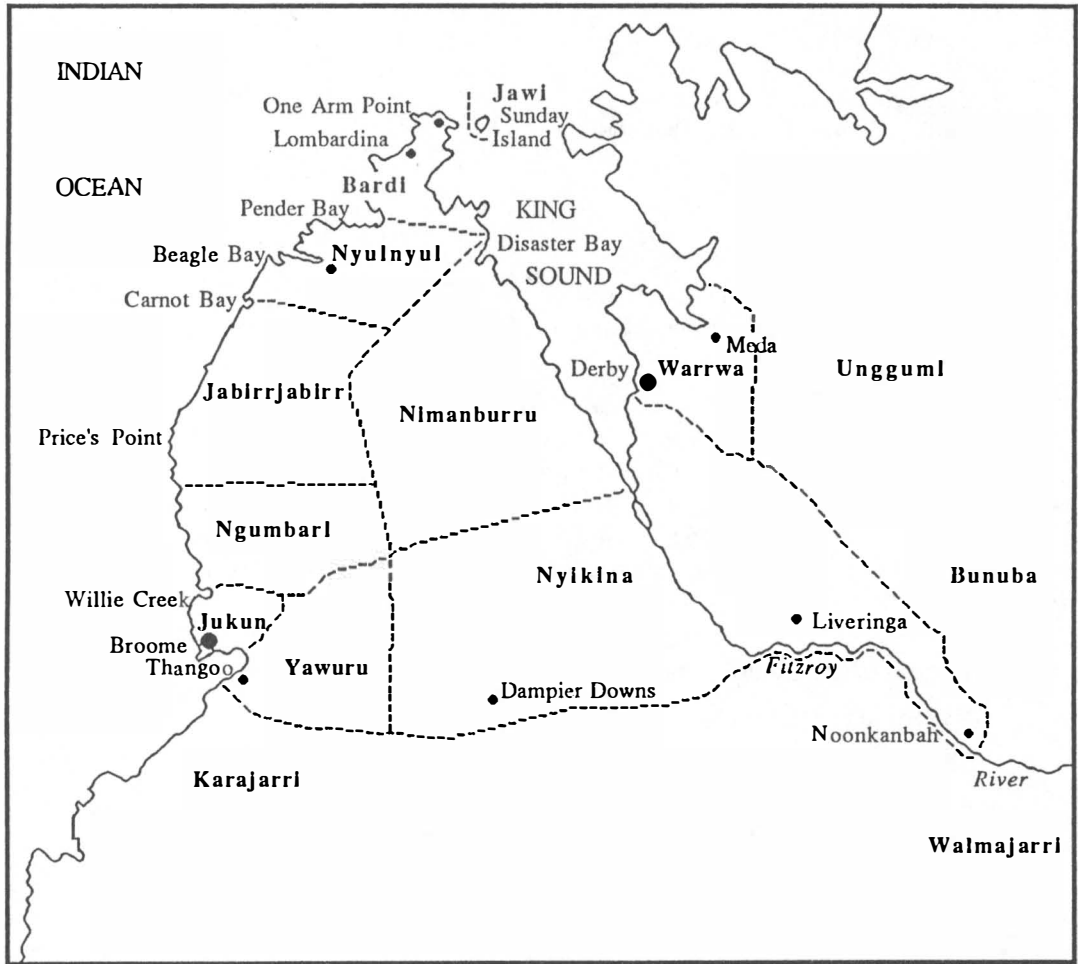 INDIAN
OCEAN
One Arm Point
Lombardina
Jawi
Sunday
Island
Bardi
Pender Bay
KING
Beagle Bay
Nyulnyul
Disaster Bay
SOUND
Carnot Bay
Meda
Derby
Warrwa
Unggumi
Jabirrjabirr
Nimanburru
Price's Point
Ngumbarl
Nyikina
Bunuba
Willie Creek
Jukun
Liveringa
Broome
Thangoo
Yawuru
Fitzroy
Dampier Downs
Noonkanbah
Karajarri
River
Walmajarri